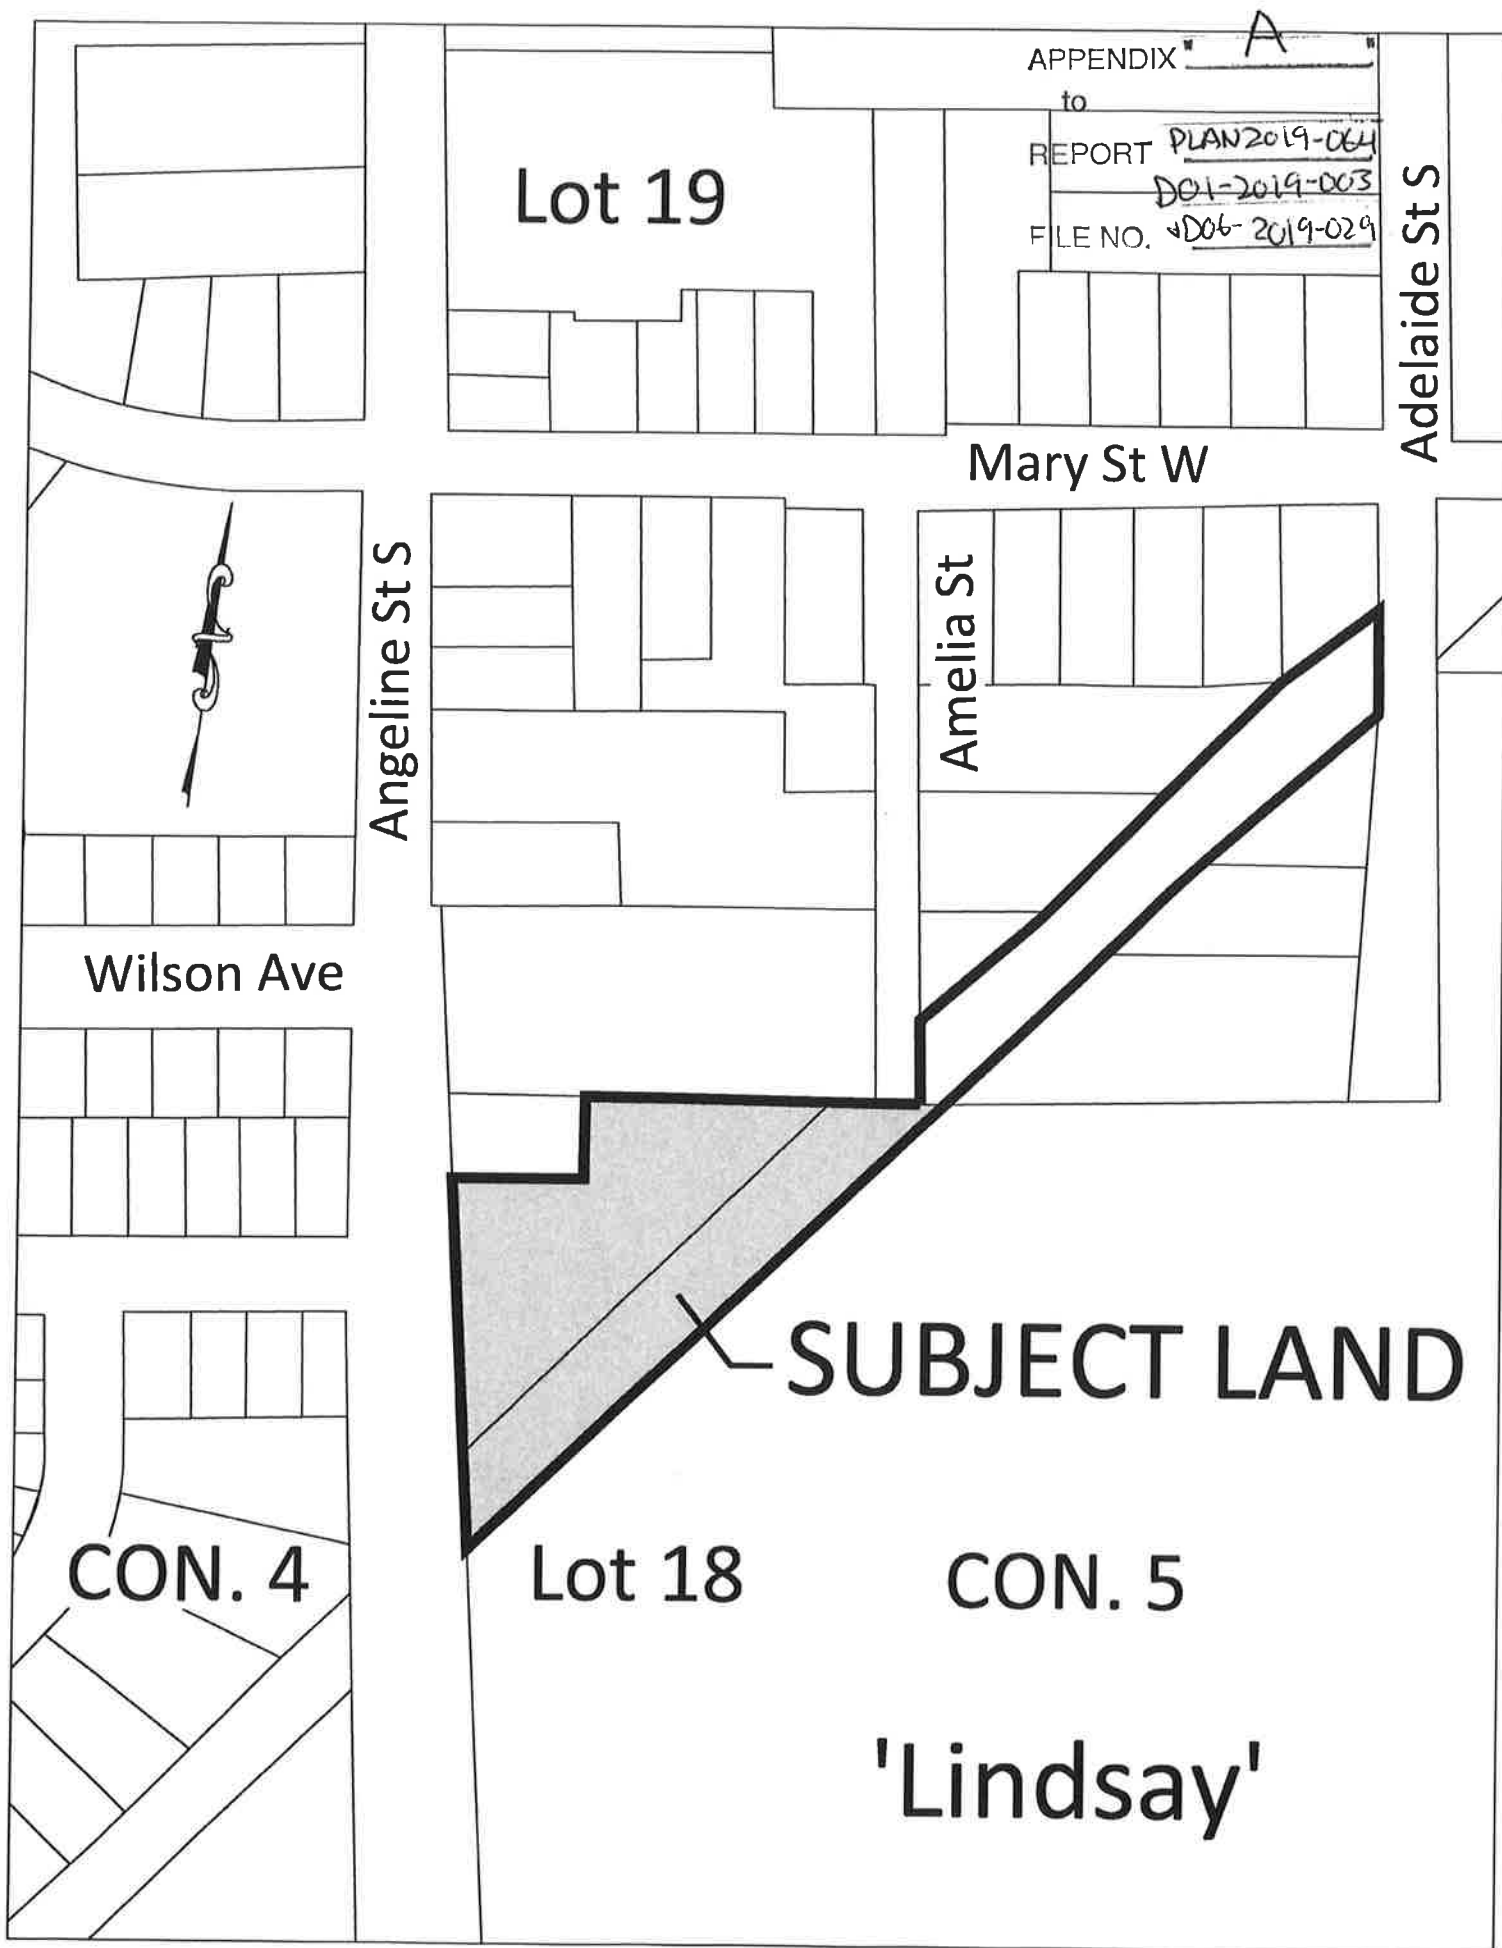 APPENDIX " A "
to
REPORT PLAN2019-064
D01-2019-003
FILE NO. D06-2019-029
Lot 19
Adelaide St S
Mary St W
Angeline St S
Amelia St
Wilson Ave
SUBJECT LAND
CON. 4
Lot 18
CON. 5
'Lindsay'